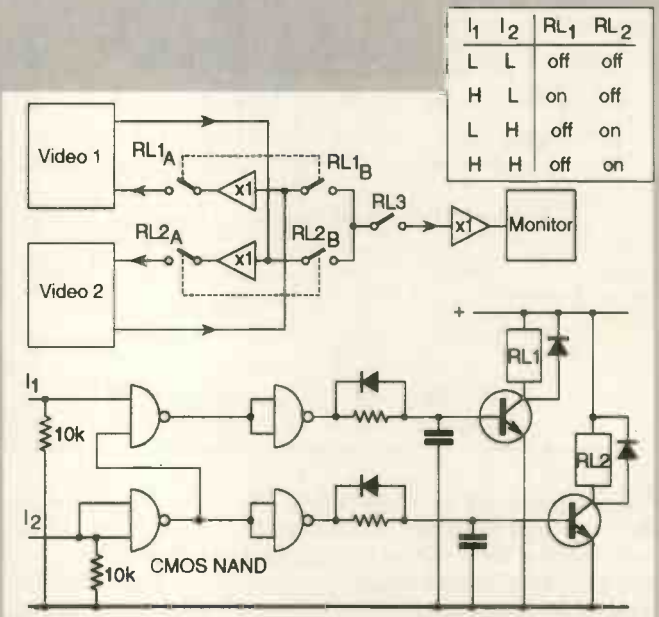 I1 I2 RL1 RL2
L L off off
H L on off
L H off on
H H off on
Video 1
RL1A
x1
RL1B
RL3
x1
Monitor
RL2A
x1
RL2B
Video 2
+
RL1
I1
10k
RL2
I2
10k
CMOS NAND